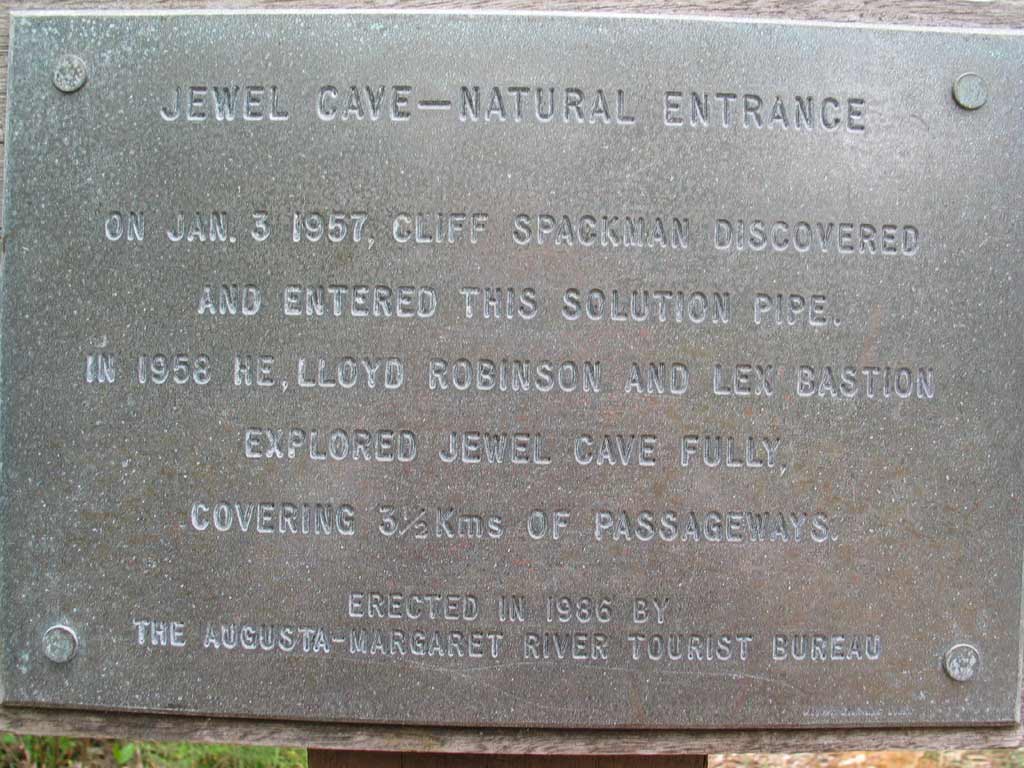 JEWEL CAVE—NATURAL ENTRANCE
ON JAN. 3 1957, CLIFF SPACKMAN DISCOVERED
AND ENTERED THIS SOLUTION PIPE.
IN 1958 HE, LLOYD ROBINSON AND LEX BASTION
EXPLORED JEWEL CAVE FULLY,
COVERING 3½Kms OF PASSAGEWAYS.
ERECTED IN 1986 BY
THE AUGUSTA-MARGARET RIVER TOURIST BUREAU